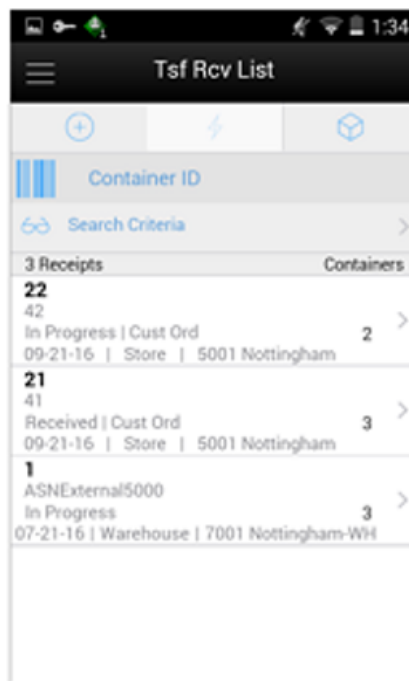 1:34
Tsf Rcv List
Container ID
Search Criteria
3 Receipts Containers
22
42
In Progress | Cust Ord 2
09-21-16 | Store | 5001 Nottingham
21
41
Received | Cust Ord 3
09-21-16 | Store | 5001 Nottingham
1
ASNExternal5000
In Progress 3
07-21-16 | Warehouse | 7001 Nottingham-WH